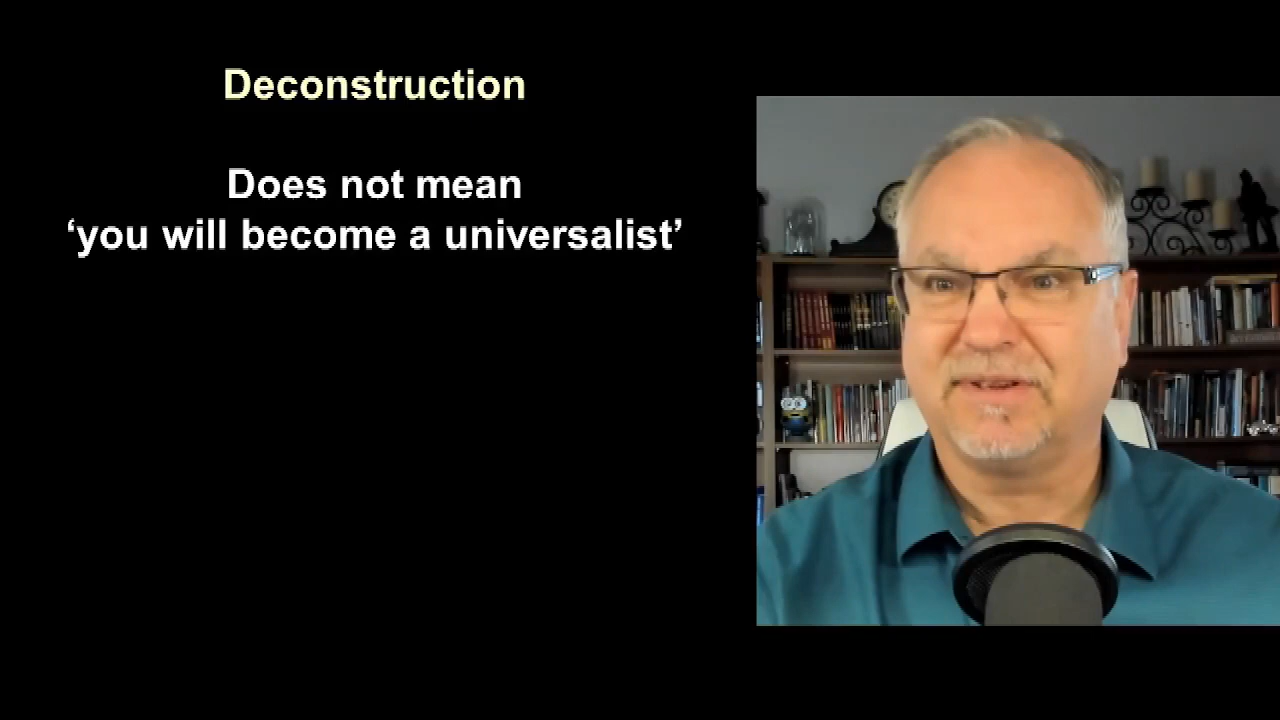 Deconstruction
Does not mean
‘you will become a universalist’